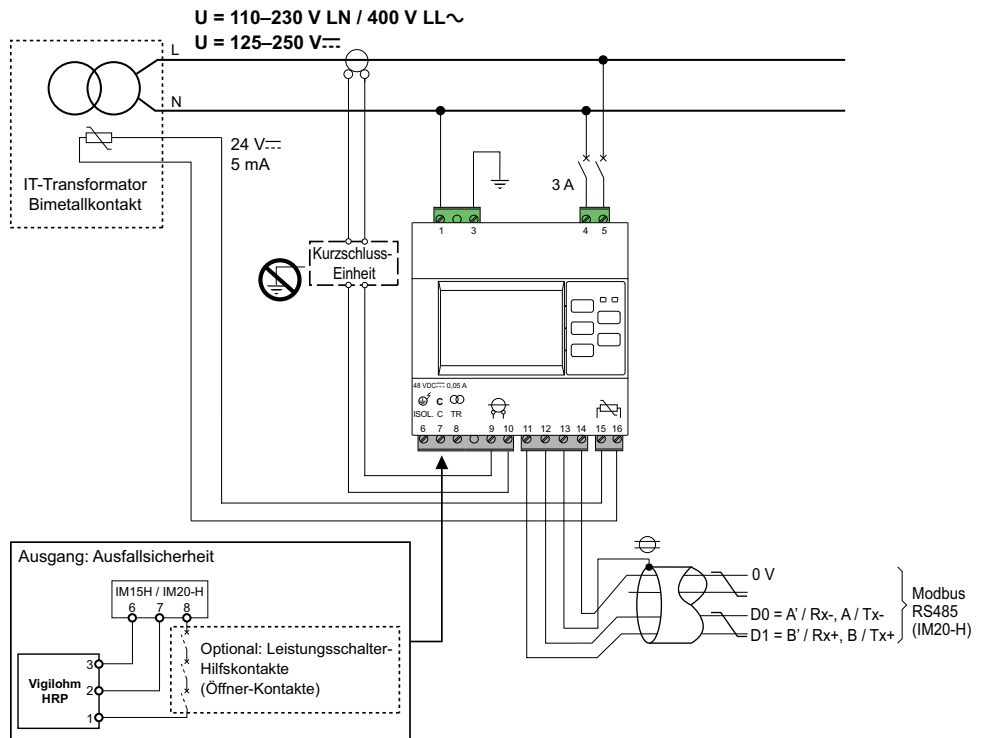 U = 110–230 V LN / 400 V LL
U = 125–250 V
L
N
24 V
5 mA
IT-Transformator
Bimetallkontakt
3 A
1 3 4 5
Kurzschluss-
Einheit
48 VDC 0,05 A
C
ISOL. C TR
6 7 8 9 10 11 12 13 14 15 16
Ausgang: Ausfallsicherheit
IM15H / IM20-H
6 7 8
Optional: Leistungsschalter-
Hilfskontakte
(Öffner-Kontakte)
Vigilohm
HRP
3
2
1
0 V
D0 = A' / Rx-, A / Tx-
D1 = B' / Rx+, B / Tx+
Modbus
RS485
(IM20-H)